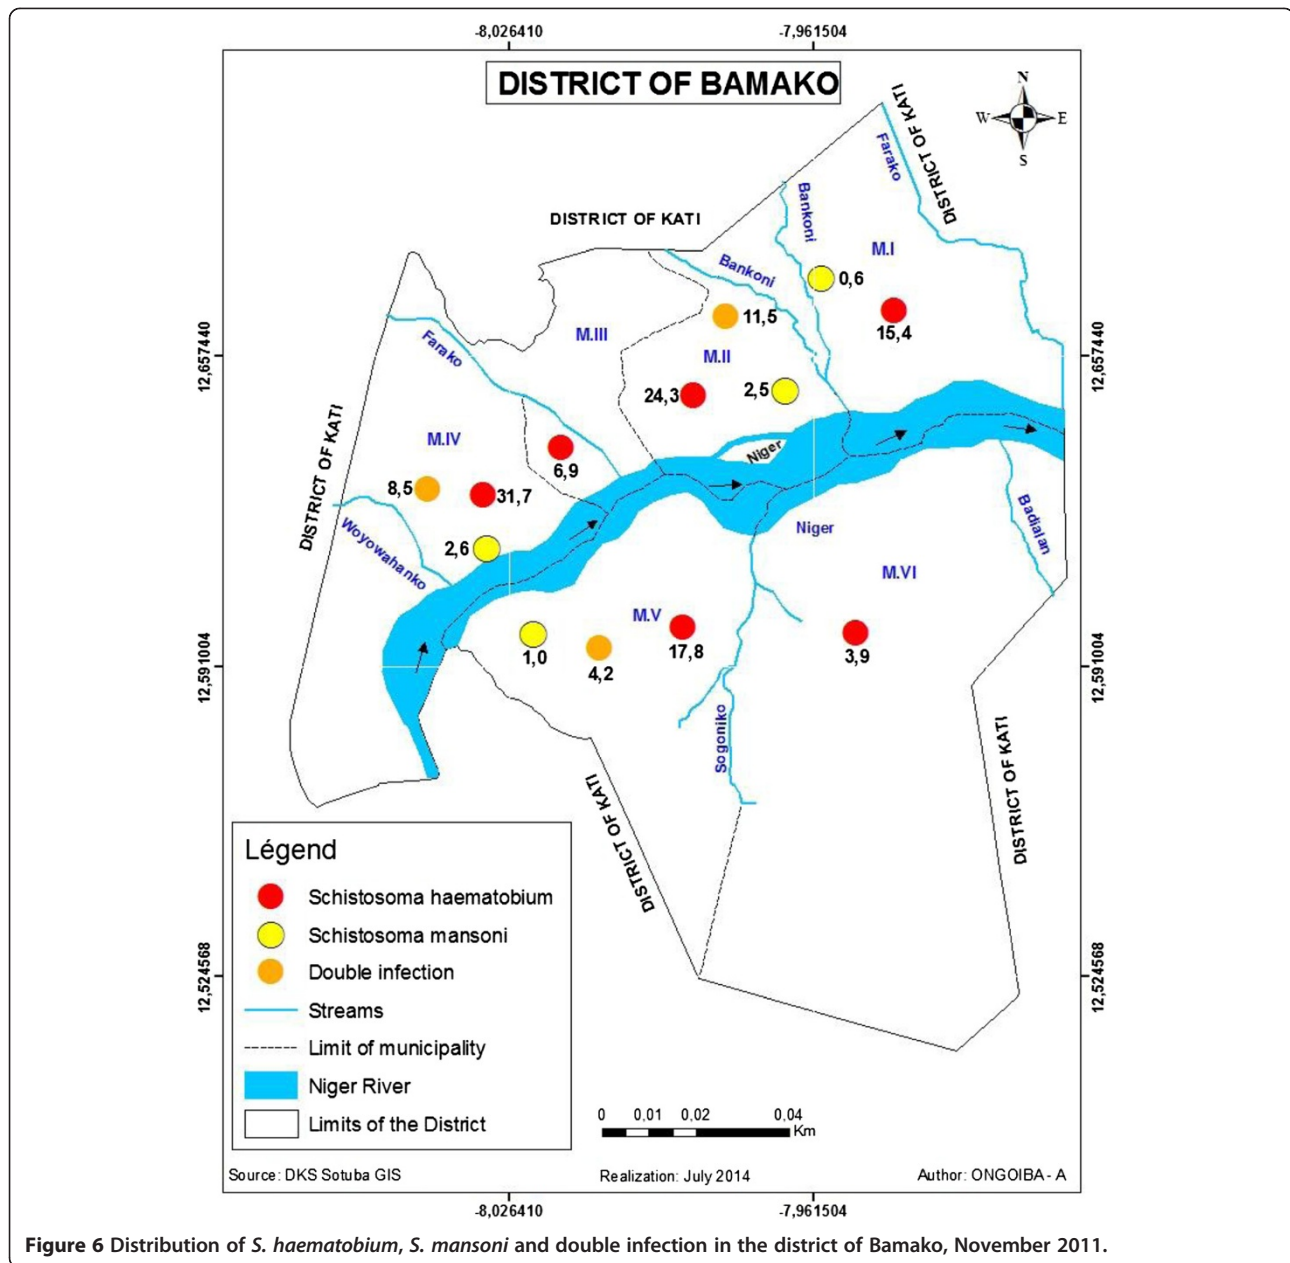 -8,026410
-7,961504
DISTRICT OF BAMAKO
N
W
E
S
DISTRICT OF KATI
Farako
Bankoni
DISTRICT OF KATI
M.I
Bankoni
0,6
11,5
15,4
M.III
12,657440
12,657440
Farako
M.II
24,3
2,5
DISTRICT OF KATI
M.IV
Niger
6,9
8,5
31,7
Woyowahanko
2,6
Niger
Badialan
M.VI
M.V
1,0
4,2
17,8
3,9
12,591004
12,591004
Sogoniko
DISTRICT OF KATI
DISTRICT OF KATI
Légend
Schistosoma haematobium
Schistosoma mansoni
Double infection
Streams
Limit of municipality
Niger River
Limits of the District
12,524568
12,524568
0 0,01 0,02 0,04
Km
Source: DKS Sotuba GIS
Realization: July 2014
Author: ONGOIBA - A
-8,026410
-7,961504
Figure 6 Distribution of S. haematobium, S. mansoni and double infection in the district of Bamako, November 2011.